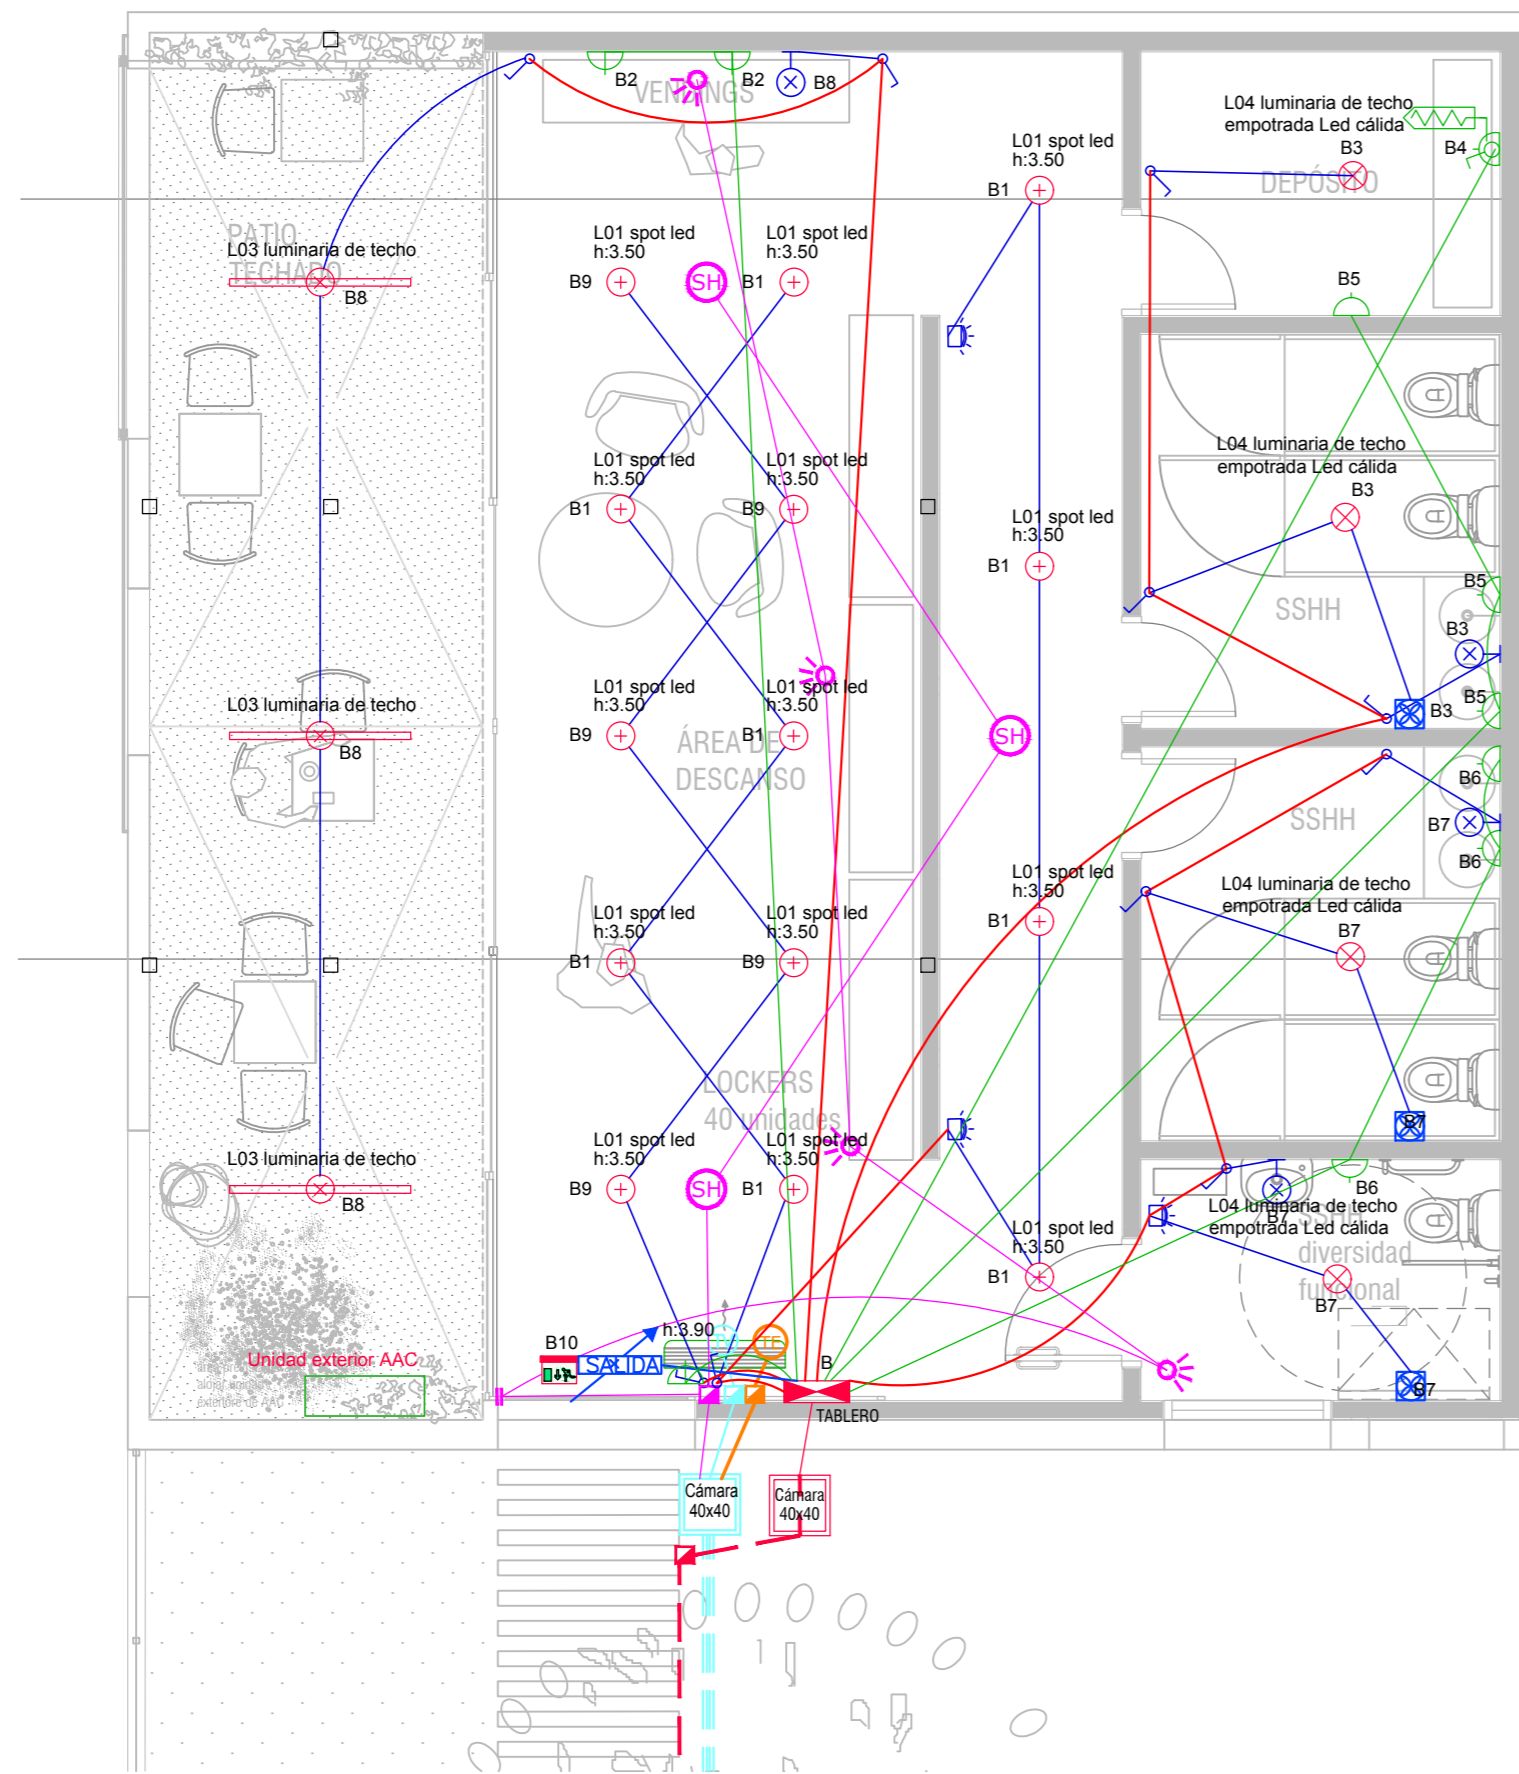 B2
B2
B8
VENDINGS
L04 luminaria de techo
empotrada Led cálida
B3
B4
DEPÓSITO
L01 spot led
h:3.50
B1
PATIO
TECHADO
L03 luminaria de techo
B8
L01 spot led
h:3.50
B9
SH
L01 spot led
h:3.50
B1
B5
L01 spot led
h:3.50
B1
L01 spot led
h:3.50
B9
L04 luminaria de techo
empotrada Led cálida
B3
L01 spot led
h:3.50
B1
SSHH
B5
B3
B5
B3
L03 luminaria de techo
B8
L01 spot led
h:3.50
B9
L01 spot led
h:3.50
B1
ÁREA DE
DESCANSO
SH
SSHH
B6
B7
B6
L01 spot led
h:3.50
B1
L01 spot led
h:3.50
B9
L01 spot led
h:3.50
B1
L04 luminaria de techo
empotrada Led cálida
B7
LOCKERS
40 unidades
B7
L03 luminaria de techo
B8
L01 spot led
h:3.50
B9
SH
L01 spot led
h:3.50
B1
B6
L04 luminaria de techo
empotrada Led cálida
B7
SSHH
diversidad
funcional
B7
L01 spot led
h:3.50
B1
B7
h:3.90
B10
SALIDA
TE
B
TABLERO
Unidad exterior AAC
exteriore de AAC
Cámara
40x40
Cámara
40x40